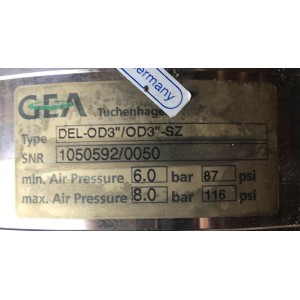 ermany
GEA
Tuchenhage
Type DEL-OD3"/OD3"-SZ
SNR 1050592/0050
min. Air Pressure 6.0 bar 87 psi
max. Air Pressure 8.0 bar 116 psi